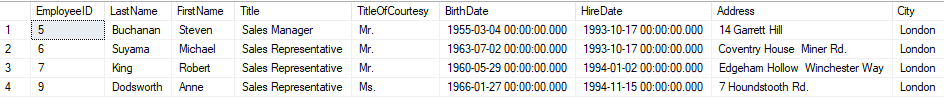 EmployeeID LastName FirstName Title TitleOfCourtesy BirthDate HireDate Address City
1 5 Buchanan Steven Sales Manager Mr. 1955-03-04 00:00:00.000 1993-10-17 00:00:00.000 14 Garrett Hill London
2 6 Suyama Michael Sales Representative Mr. 1963-07-02 00:00:00.000 1993-10-17 00:00:00.000 Coventry House Miner Rd. London
3 7 King Robert Sales Representative Mr. 1960-05-29 00:00:00.000 1994-01-02 00:00:00.000 Edgeham Hollow Winchester Way London
4 9 Dodsworth Anne Sales Representative Ms. 1966-01-27 00:00:00.000 1994-11-15 00:00:00.000 7 Houndstooth Rd. London